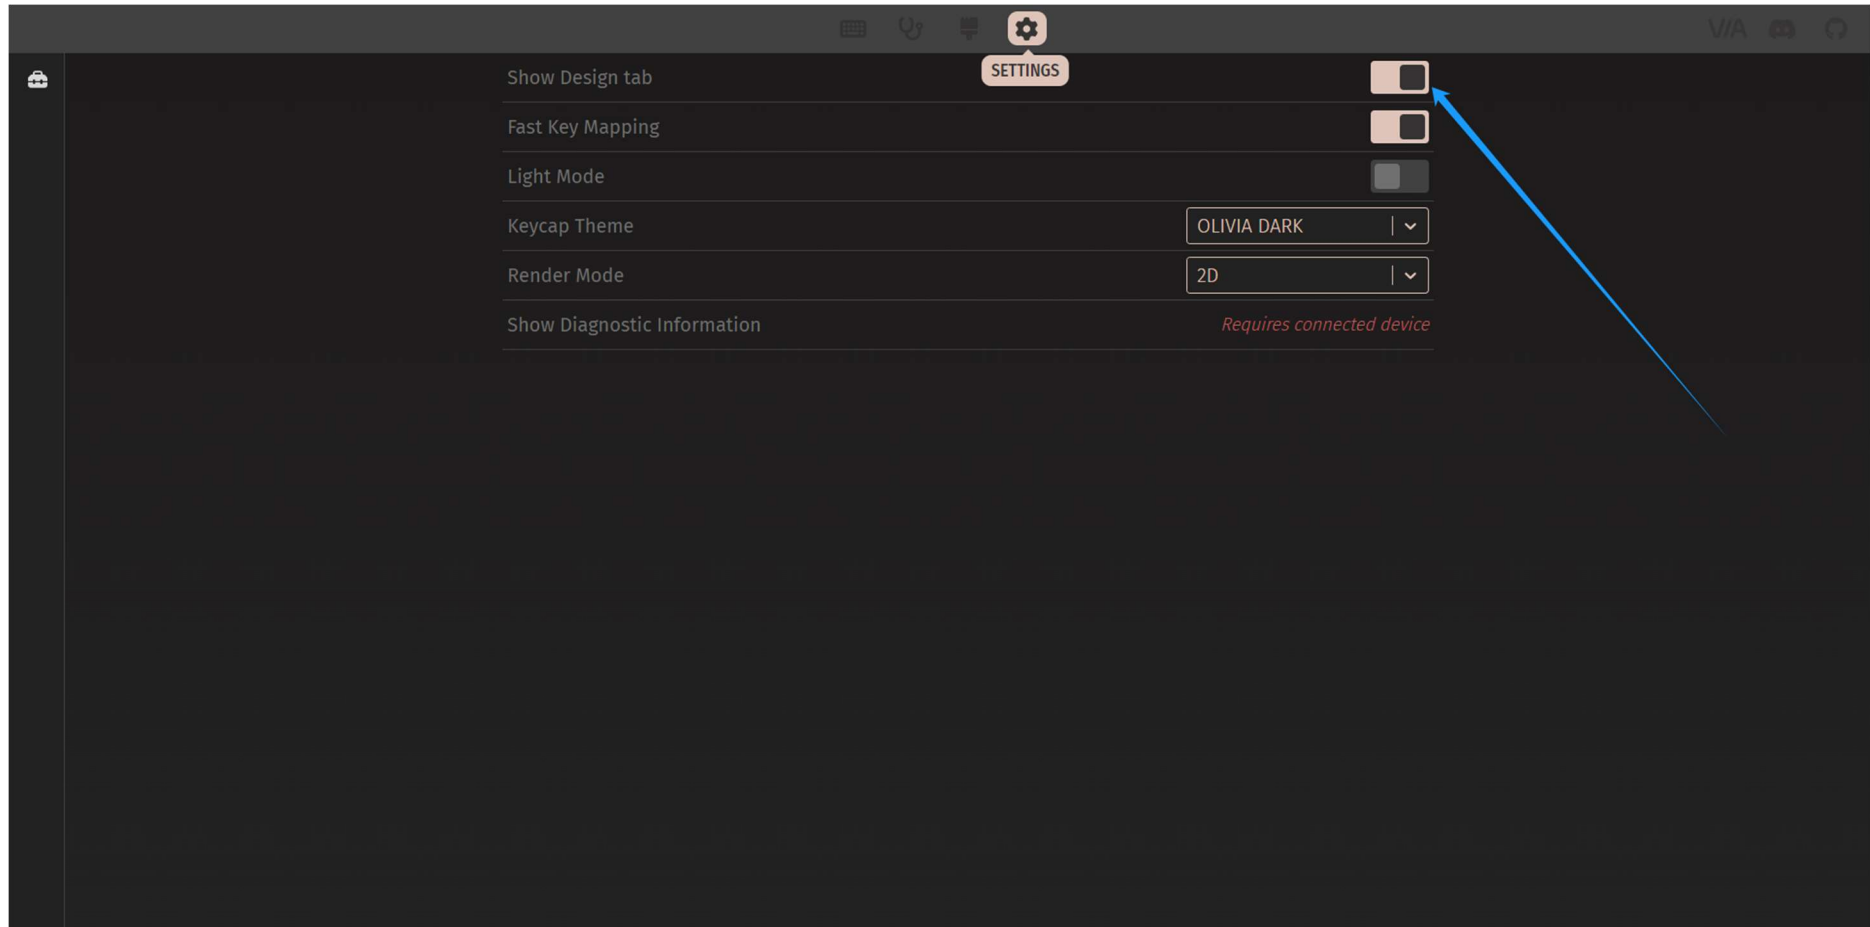 VIA
SETTINGS
Show Design tab
Fast Key Mapping
Light Mode
Keycap Theme
OLIVIA DARK
Render Mode
2D
Show Diagnostic Information
Requires connected device